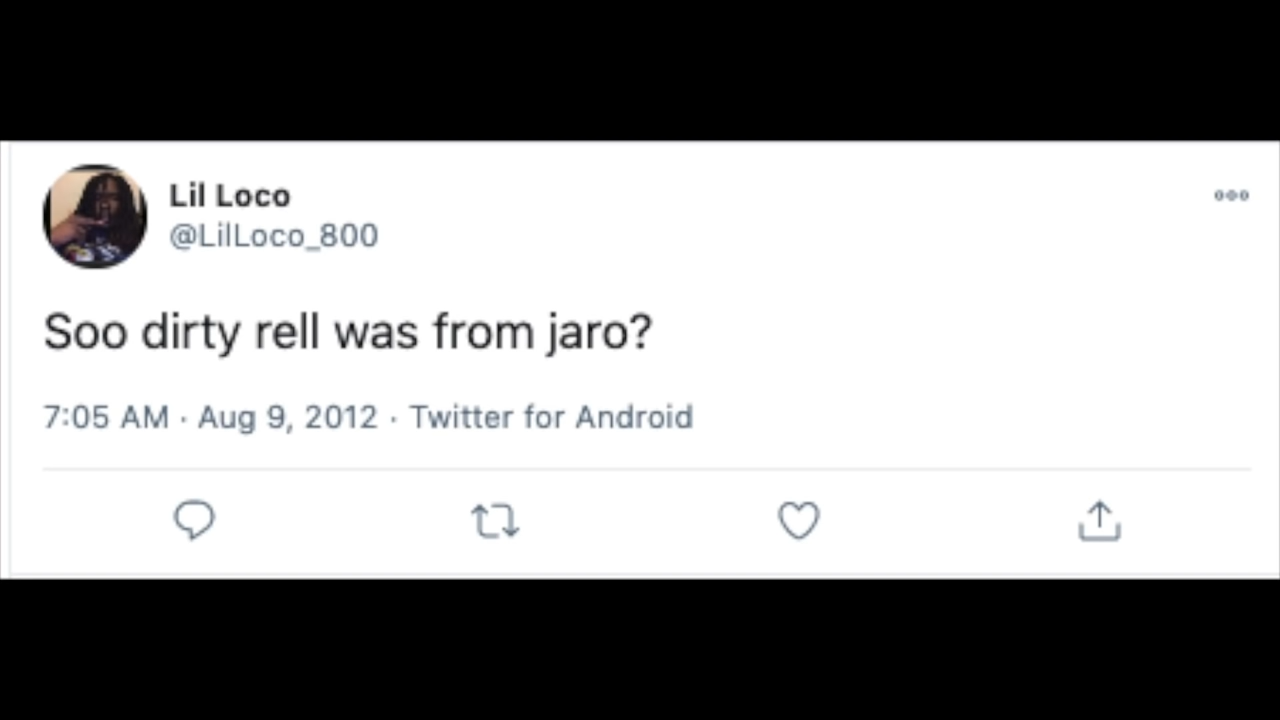 Lil Loco
@LilLoco_800
Soo dirty rell was from jaro?
7:05 AM · Aug 9, 2012 · Twitter for Android